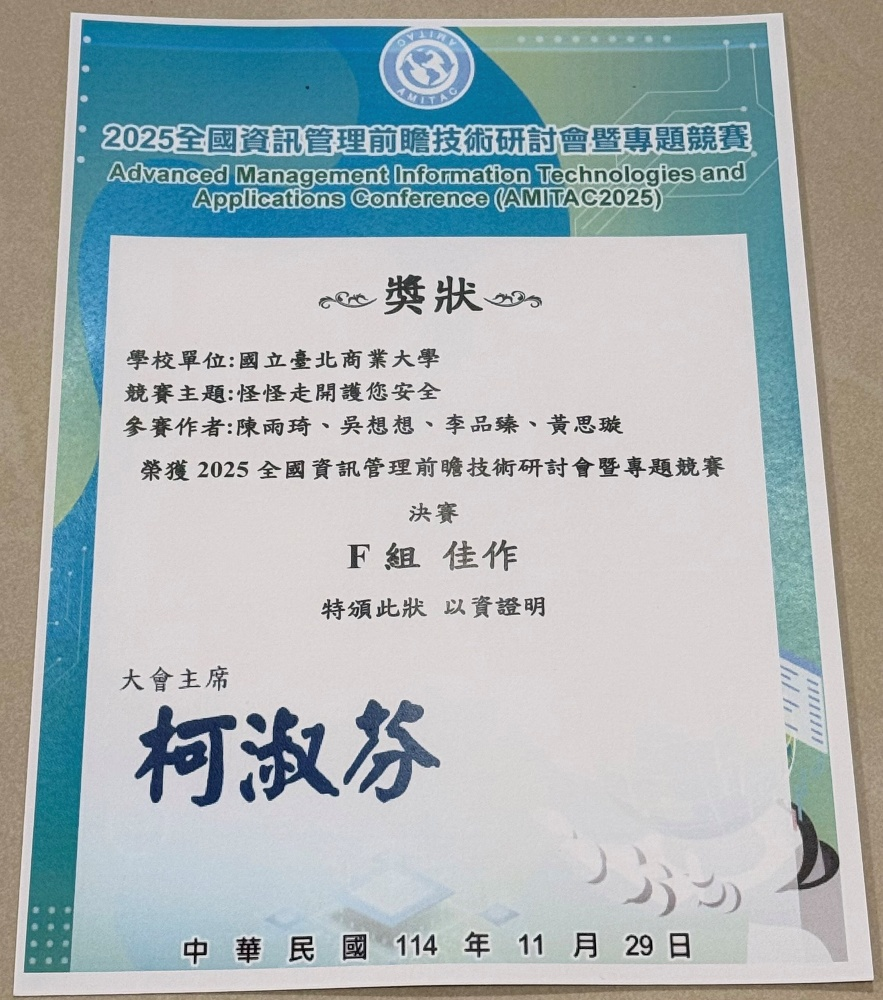 AMITAC
AMITAC
2025全國資訊管理前瞻技術研討會暨專題競賽
Advanced Management Information Technologies and
Applications Conference (AMITAC2025)
獎狀
學校單位:國立臺北商業大學
競賽主題:怪怪走開護您安全
參賽作者:陳雨琦、吳想想、李品臻、黃思璇
榮獲 2025 全國資訊管理前瞻技術研討會暨專題競賽
決賽
F 組 佳作
特頒此狀 以資證明
大會主席
柯淑芬
中華民國 114 年 11 月 29 日